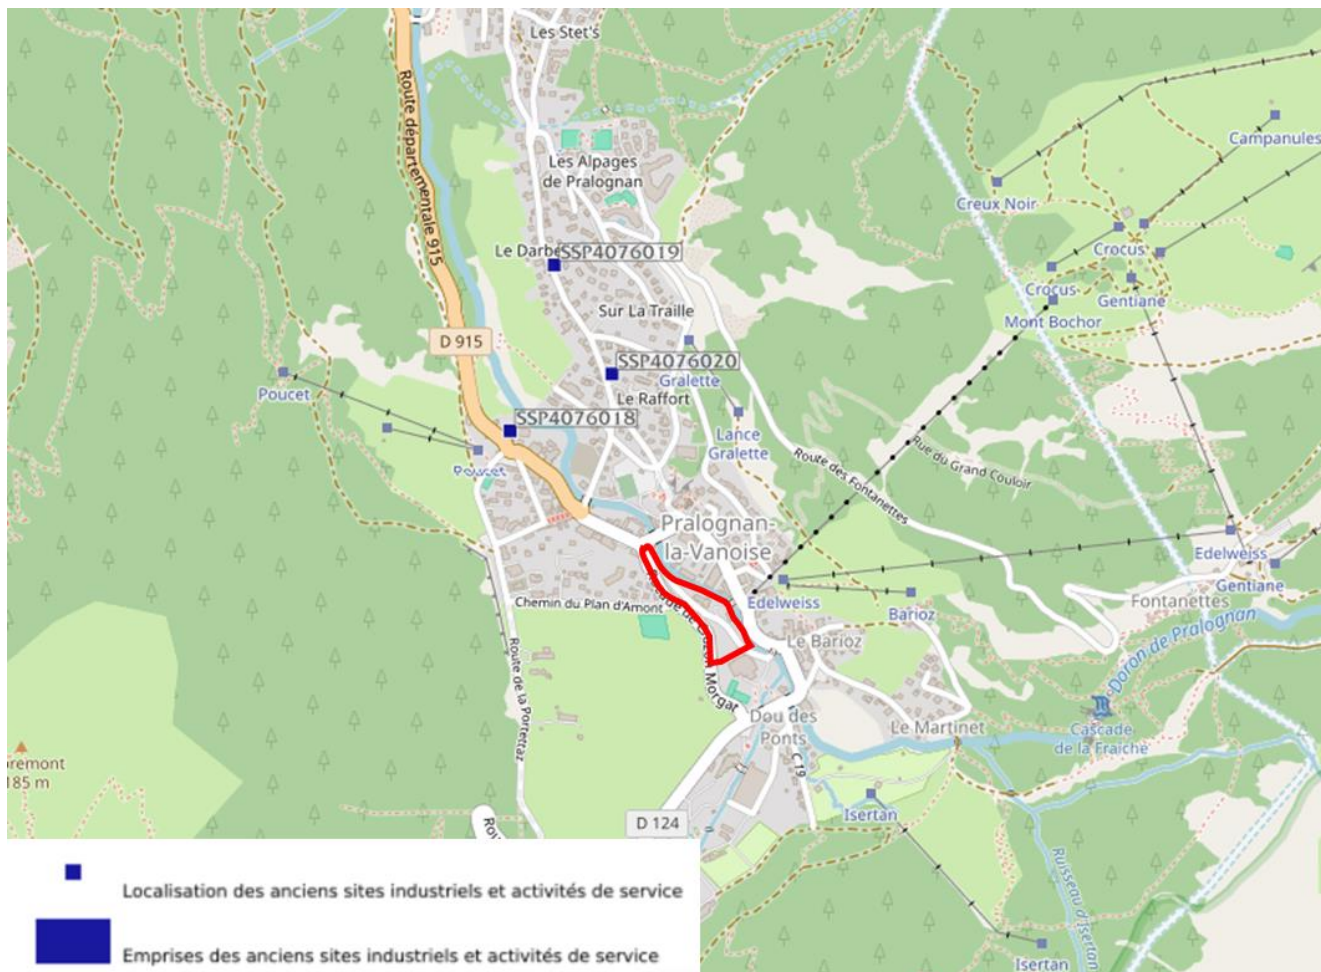 Les Stet's
Route départementale 915
Campanules
Les Alpages
de Pralognan
Creux Noir
Le Darbe
SSP4076019
Crocus
Crocus
Gentiane
Sur La Traille
Mont Bochor
D 915
SSP4076020
Gralette
Poucet
Le Raffort
SSP4076018
Lance
Gralette
Rue du Grand Couloir
Route des Fontanettes
Poucet
Pralognan-
la-Vanoise
Edelweiss
Gentiane
Edelweiss
Barioz
Fontanettes
Chemin du Plan d'Amont
Morgat
Le Barioz
Doron de Pralognan
Route de la Porrettaz
Dou des
Ponts
Le Martinet
Cascade
de la Fraîche
C 19
185 m
Isertan
D 124
Ruisseau d'Isertan
Isertan
Localisation des anciens sites industriels et activités de service
Emprises des anciens sites industriels et activités de service